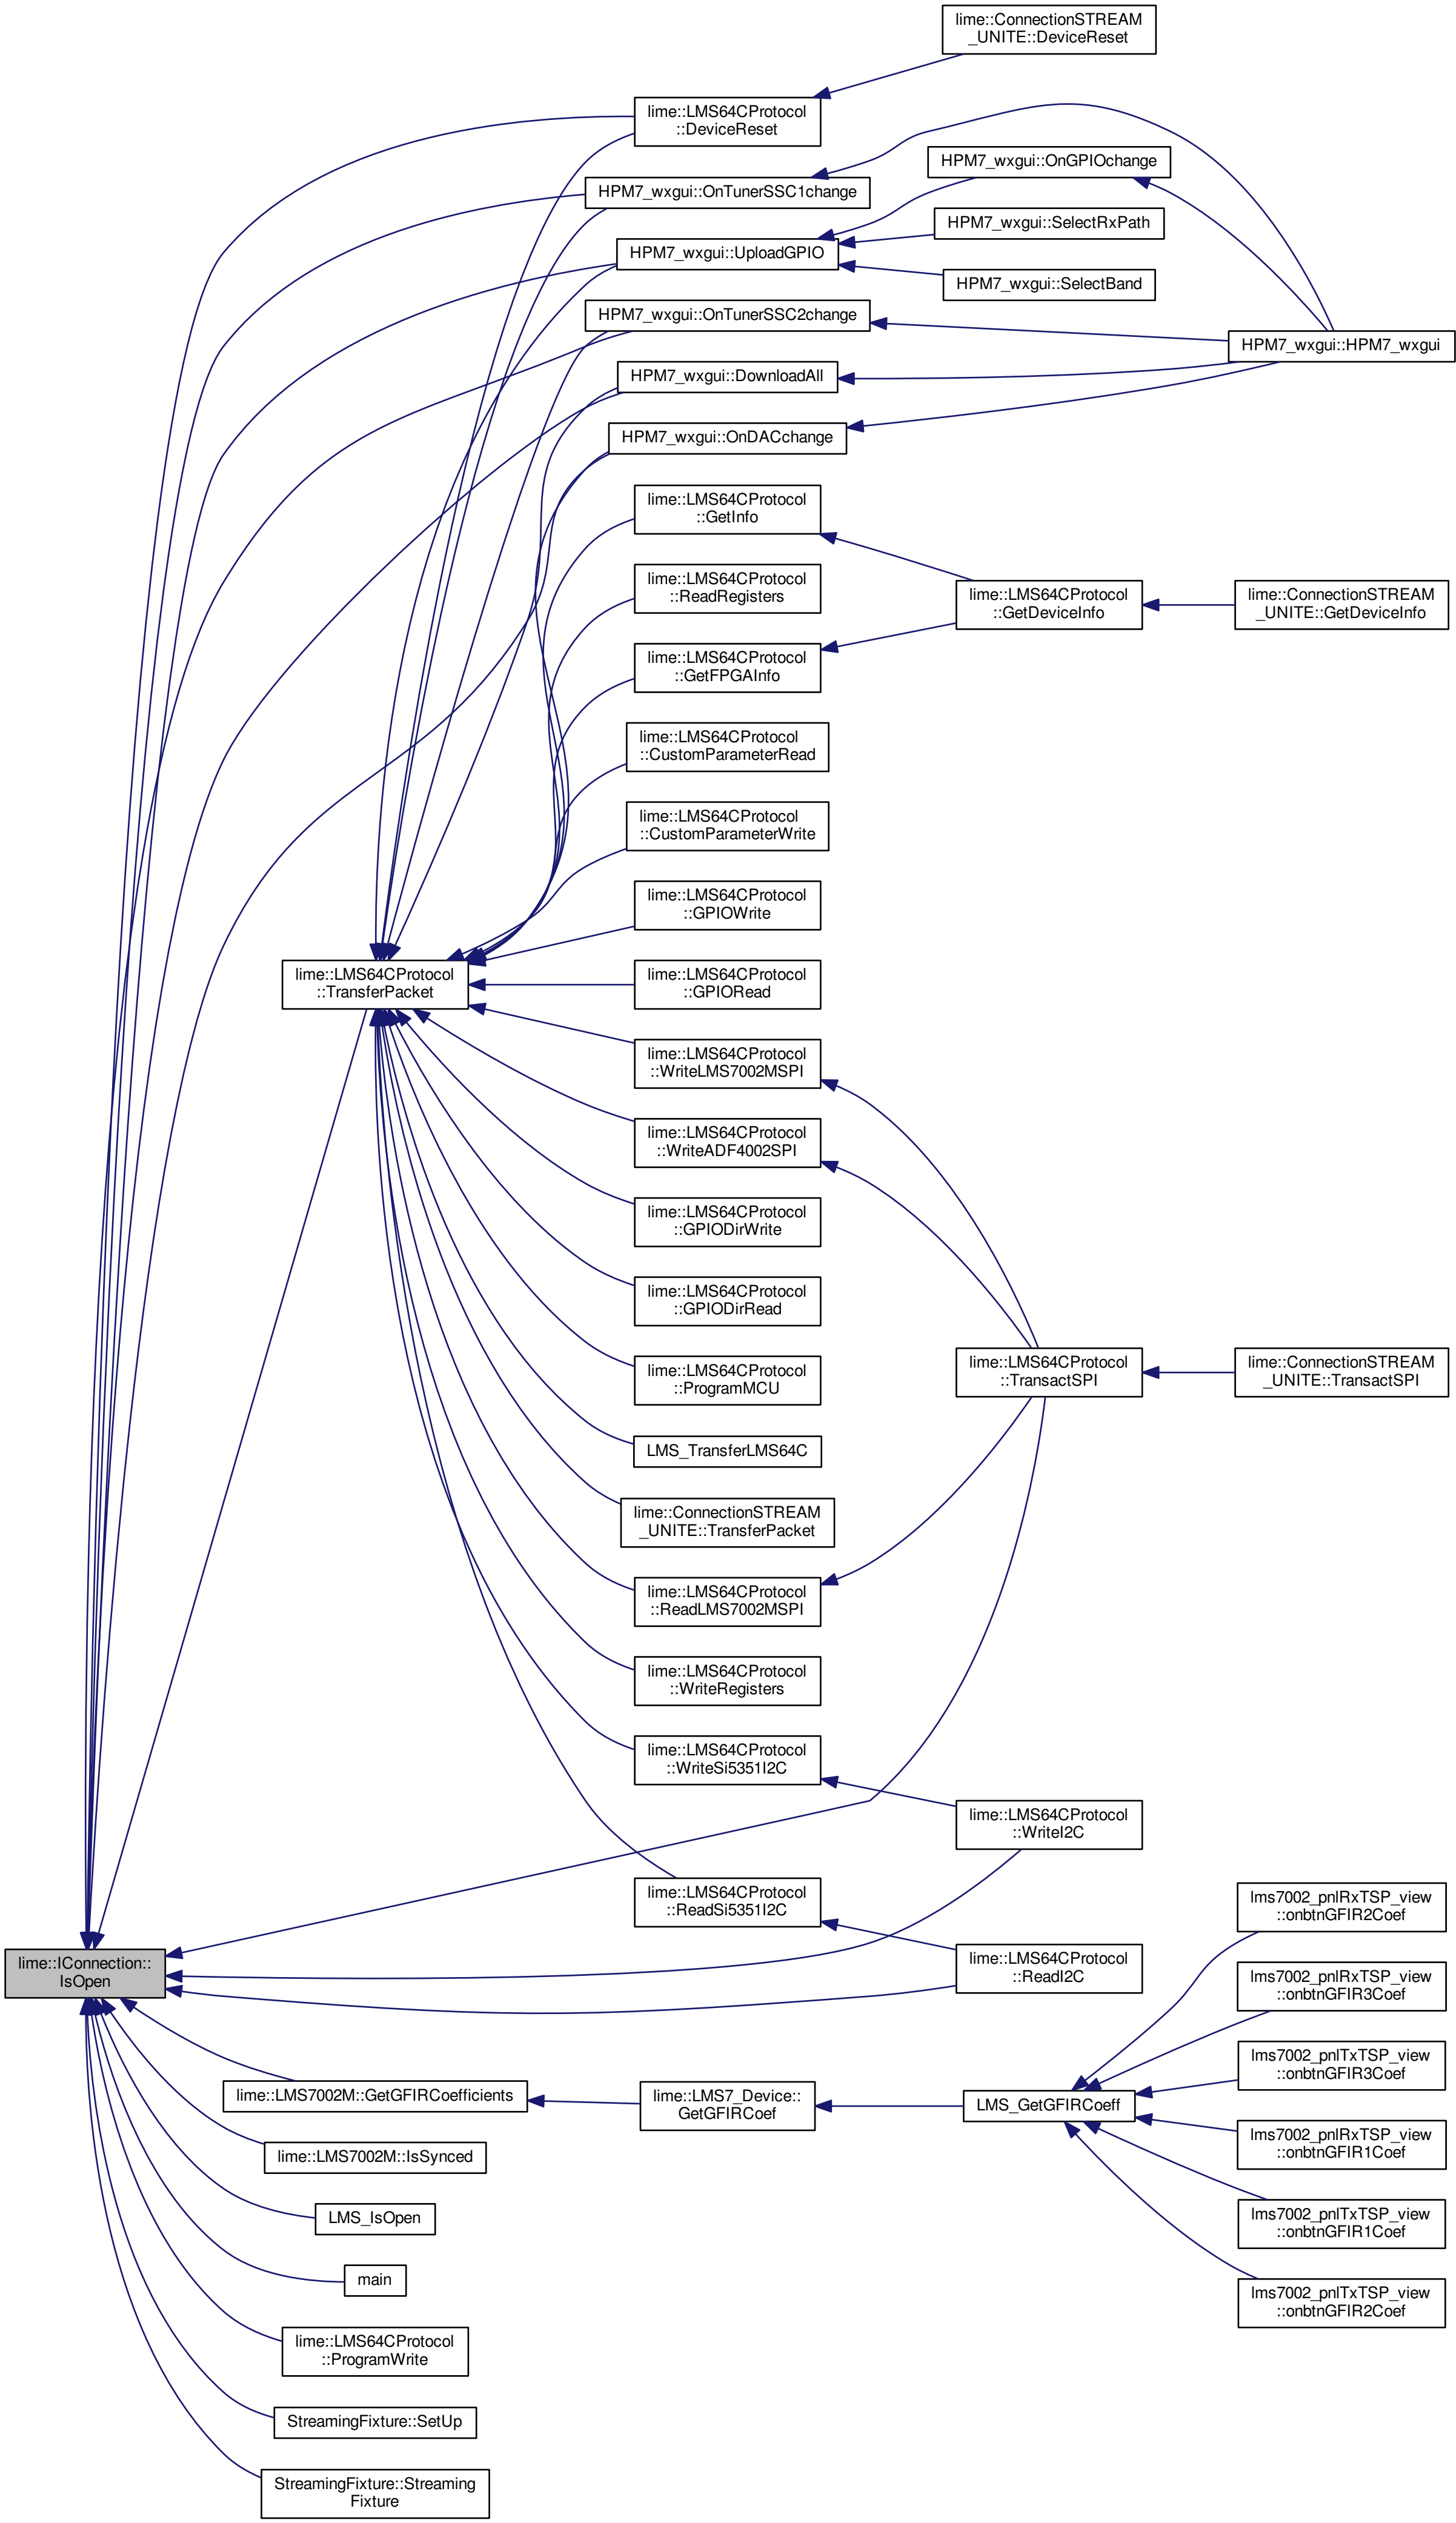 lime::ConnectionSTREAM
_UNITE::DeviceReset
lime::LMS64CProtocol
::DeviceReset
HPM7_wxgui::OnGPIOchange
HPM7_wxgui::OnTunerSSC1change
HPM7_wxgui::SelectRxPath
HPM7_wxgui::UploadGPIO
HPM7_wxgui::SelectBand
HPM7_wxgui::OnTunerSSC2change
HPM7_wxgui::HPM7_wxgui
HPM7_wxgui::DownloadAll
HPM7_wxgui::OnDACchange
lime::LMS64CProtocol
::GetInfo
lime::LMS64CProtocol
::ReadRegisters
lime::LMS64CProtocol
::GetDeviceInfo
lime::ConnectionSTREAM
_UNITE::GetDeviceInfo
lime::LMS64CProtocol
::GetFPGAInfo
lime::LMS64CProtocol
::CustomParameterRead
lime::LMS64CProtocol
::CustomParameterWrite
lime::LMS64CProtocol
::GPIOWrite
lime::LMS64CProtocol
::TransferPacket
lime::LMS64CProtocol
::GPIORead
lime::LMS64CProtocol
::WriteLMS7002MSPI
lime::LMS64CProtocol
::WriteADF4002SPI
lime::LMS64CProtocol
::GPIODirWrite
lime::LMS64CProtocol
::GPIODirRead
lime::LMS64CProtocol
::ProgramMCU
lime::LMS64CProtocol
::TransactSPI
lime::ConnectionSTREAM
_UNITE::TransactSPI
LMS_TransferLMS64C
lime::ConnectionSTREAM
_UNITE::TransferPacket
lime::LMS64CProtocol
::ReadLMS7002MSPI
lime::LMS64CProtocol
::WriteRegisters
lime::LMS64CProtocol
::WriteSi5351I2C
lime::LMS64CProtocol
::WriteI2C
lime::LMS64CProtocol
::ReadSi5351I2C
lime::LMS64CProtocol
::ReadI2C
lime::IConnection::
IsOpen
lms7002_pnlRxTSP_view
::onbtnGFIR2Coef
lms7002_pnlRxTSP_view
::onbtnGFIR3Coef
lms7002_pnlTxTSP_view
::onbtnGFIR3Coef
lime::LMS7002M::GetGFIRCoefficients
lime::LMS7_Device::
GetGFIRCoef
LMS_GetGFIRCoeff
lms7002_pnlRxTSP_view
::onbtnGFIR1Coef
lime::LMS7002M::IsSynced
LMS_IsOpen
lms7002_pnlTxTSP_view
::onbtnGFIR1Coef
main
lms7002_pnlTxTSP_view
::onbtnGFIR2Coef
lime::LMS64CProtocol
::ProgramWrite
StreamingFixture::SetUp
StreamingFixture::Streaming
Fixture